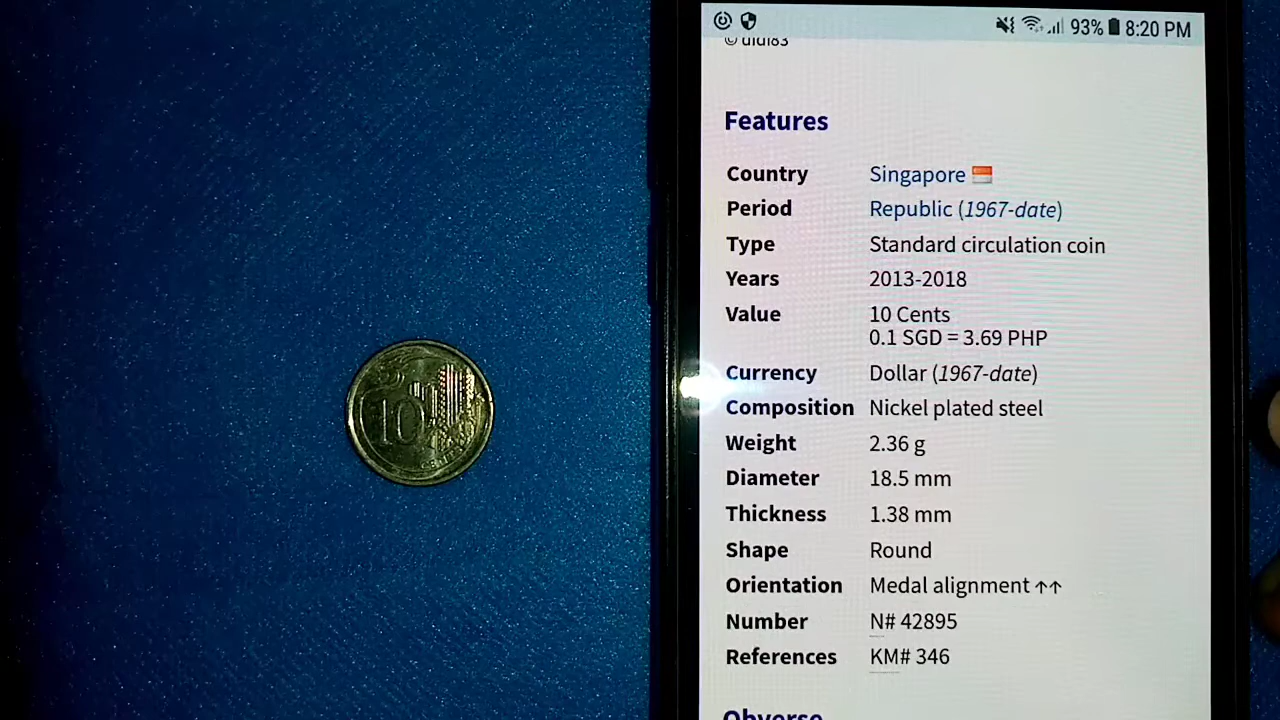 93% 8:20 PM
© didi83
Features
Country Singapore
Period Republic (1967-date)
Type Standard circulation coin
Years 2013-2018
Value 10 Cents
0.1 SGD = 3.69 PHP
Currency Dollar (1967-date)
Composition Nickel plated steel
Weight 2.36 g
Diameter 18.5 mm
Thickness 1.38 mm
Shape Round
Orientation Medal alignment ↑↑
Number N# 42895
References KM# 346
Obverse
10